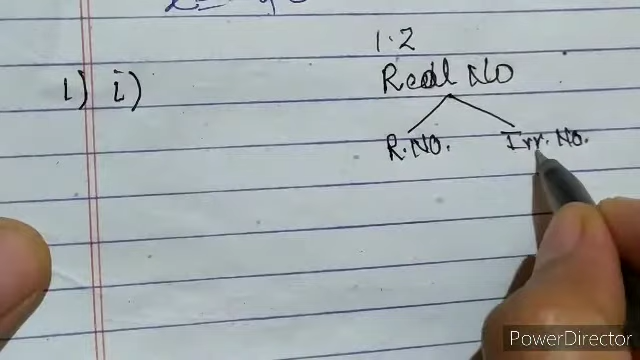 1.2
1) i) Real No
R.No. Irr. No.
PowerDirector